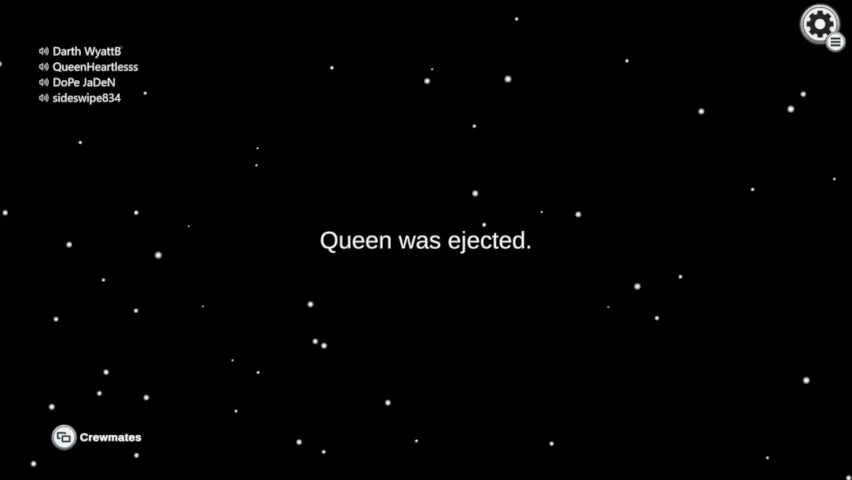 Darth WyattB
QueenHeartlesss
DoPe JaDeN
sideswipe834
Queen was ejected.
Crewmates